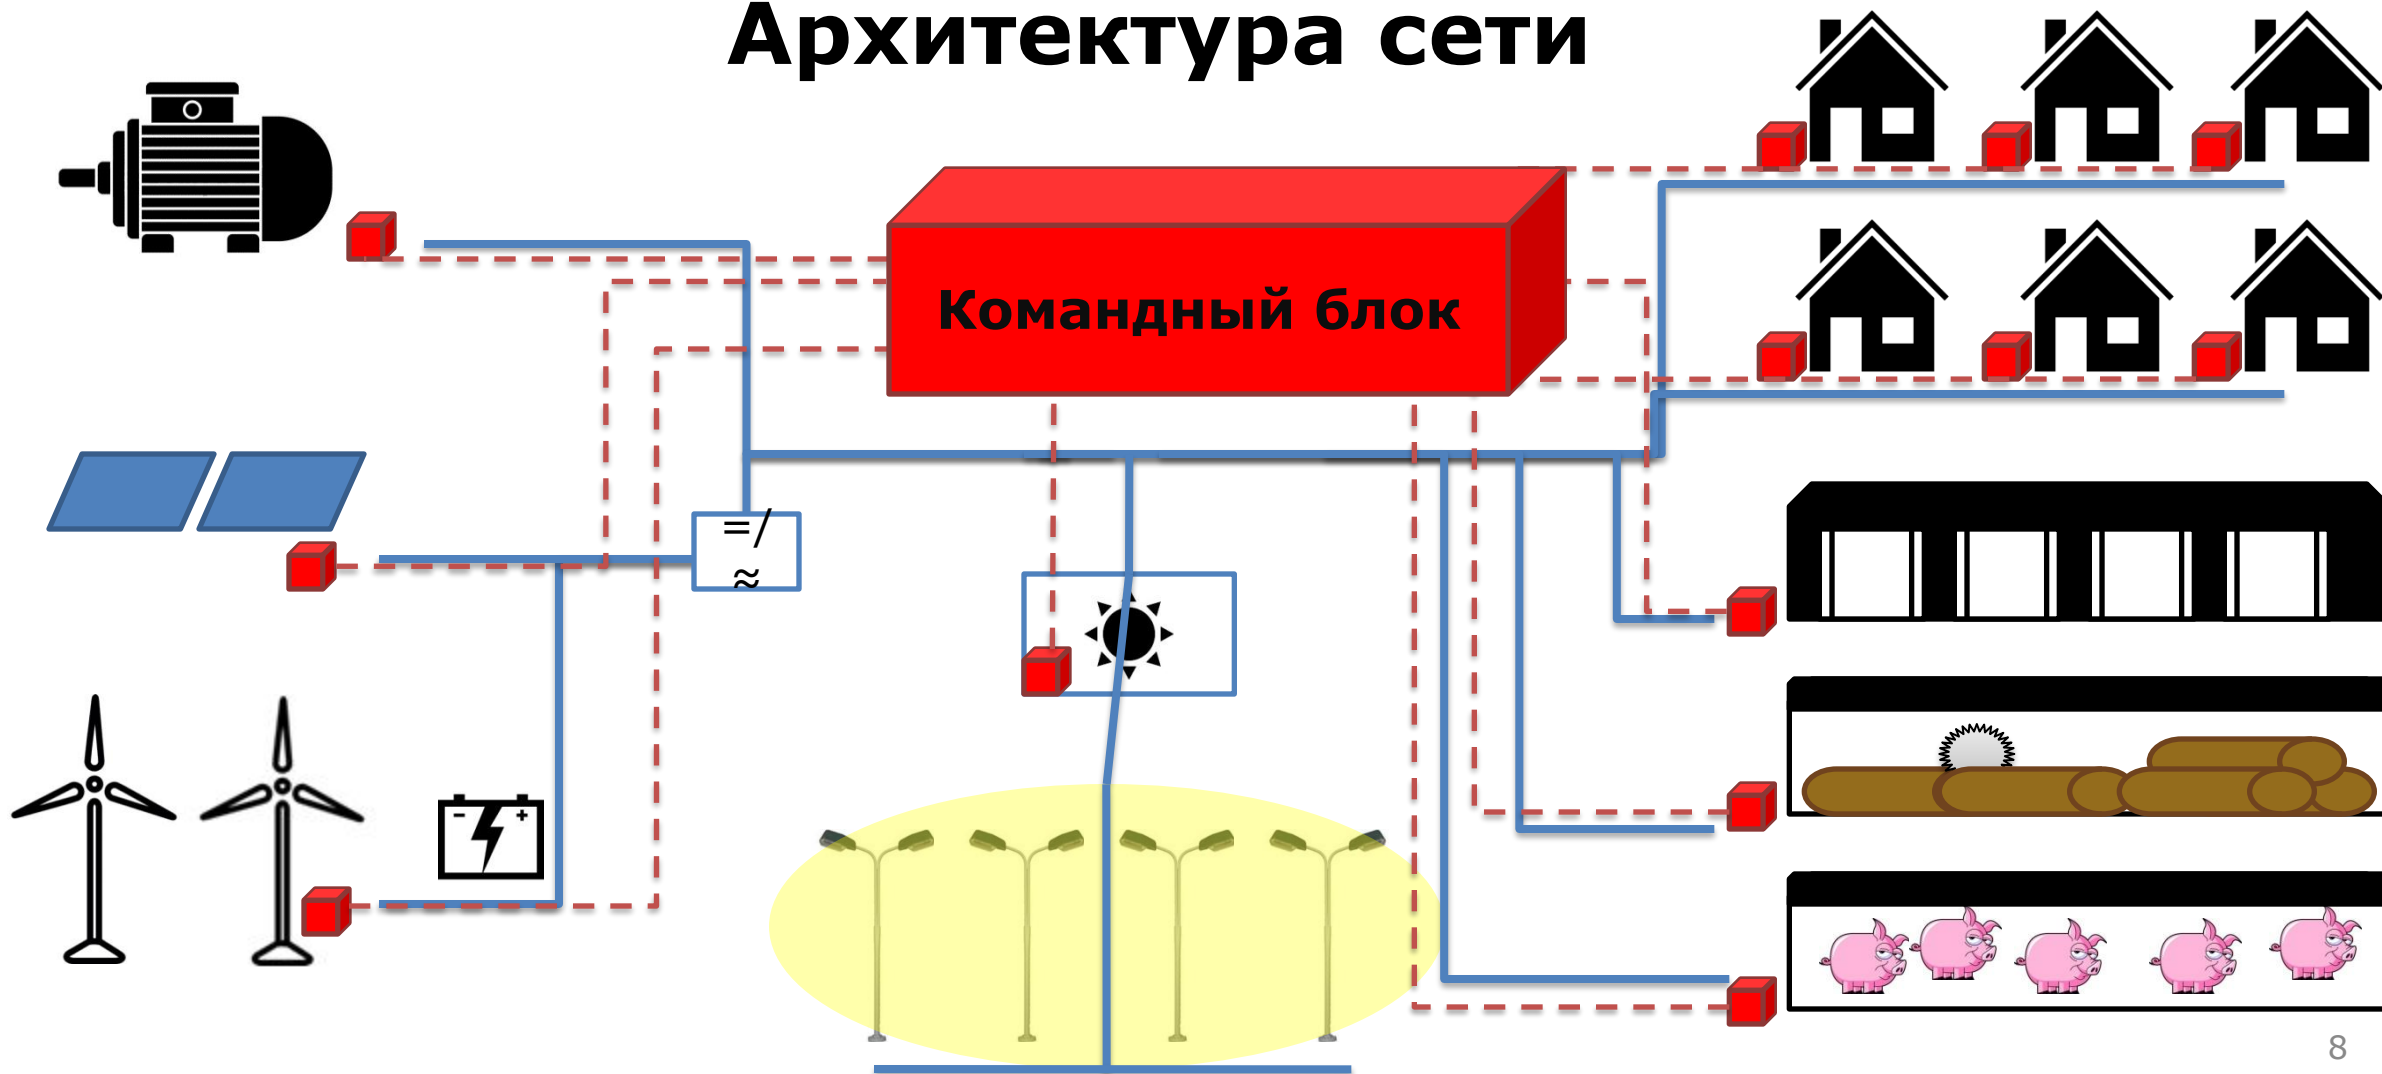 Архитектура сети
Командный блок
=/
≈
- +
8